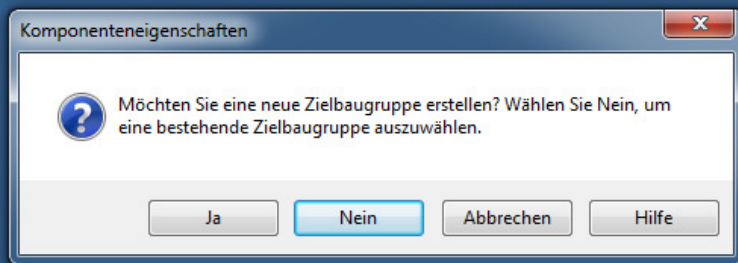 Komponenteneigenschaften
Möchten Sie eine neue Zielbaugruppe erstellen? Wählen Sie Nein, um
eine bestehende Zielbaugruppe auszuwählen.
Ja Nein Abbrechen Hilfe